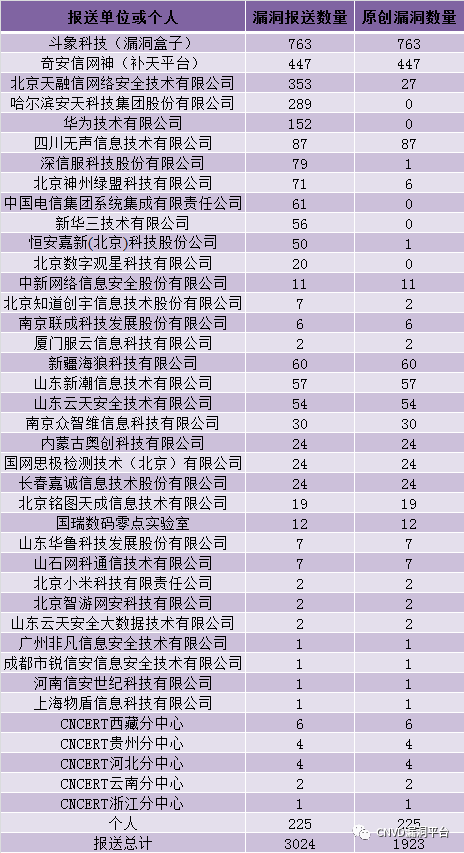 报送单位或个人 漏洞报送数量 原创漏洞数量
斗象科技（漏洞盒子） 763 763
奇安信网神（补天平台） 447 447
北京天融信网络安全技术有限公司 353 27
哈尔滨安天科技集团股份有限公司 289 0
华为技术有限公司 152 0
四川无声信息技术有限公司 87 87
深信服科技股份有限公司 79 1
北京神州绿盟科技有限公司 71 6
中国电信集团系统集成有限责任公司 61 0
新华三技术有限公司 56 0
恒安嘉新(北京)科技股份公司 50 1
北京数字观星科技有限公司 20 0
中新网络信息安全股份有限公司 11 11
北京知道创宇信息技术股份有限公司 7 2
南京联成科技发展股份有限公司 6 6
厦门服云信息科技有限公司 2 2
新疆海狼科技有限公司 60 60
山东新潮信息技术有限公司 57 57
山东云天安全技术有限公司 54 54
南京众智维信息科技有限公司 30 30
内蒙古奥创科技有限公司 24 24
国网思极检测技术（北京）有限公司 24 24
长春嘉诚信息技术股份有限公司 24 24
北京铭图天成信息技术有限公司 19 19
国瑞数码零点实验室 12 12
山东华鲁科技发展股份有限公司 7 7
山石网科通信技术有限公司 7 7
北京小米科技有限责任公司 2 2
北京智游网安科技有限公司 2 2
山东云天安全大数据技术有限公司 2 2
广州非凡信息安全技术有限公司 1 1
成都市锐信安信息安全技术有限公司 1 1
河南信安世纪科技有限公司 1 1
上海物盾信息科技有限公司 1 1
CNCERT西藏分中心 6 6
CNCERT贵州分中心 4 4
CNCERT河北分中心 4 4
CNCERT云南分中心 2 2
CNCERT浙江分中心 1 1
个人 225 225
报送总计 3024 1923
CNVD漏洞平台